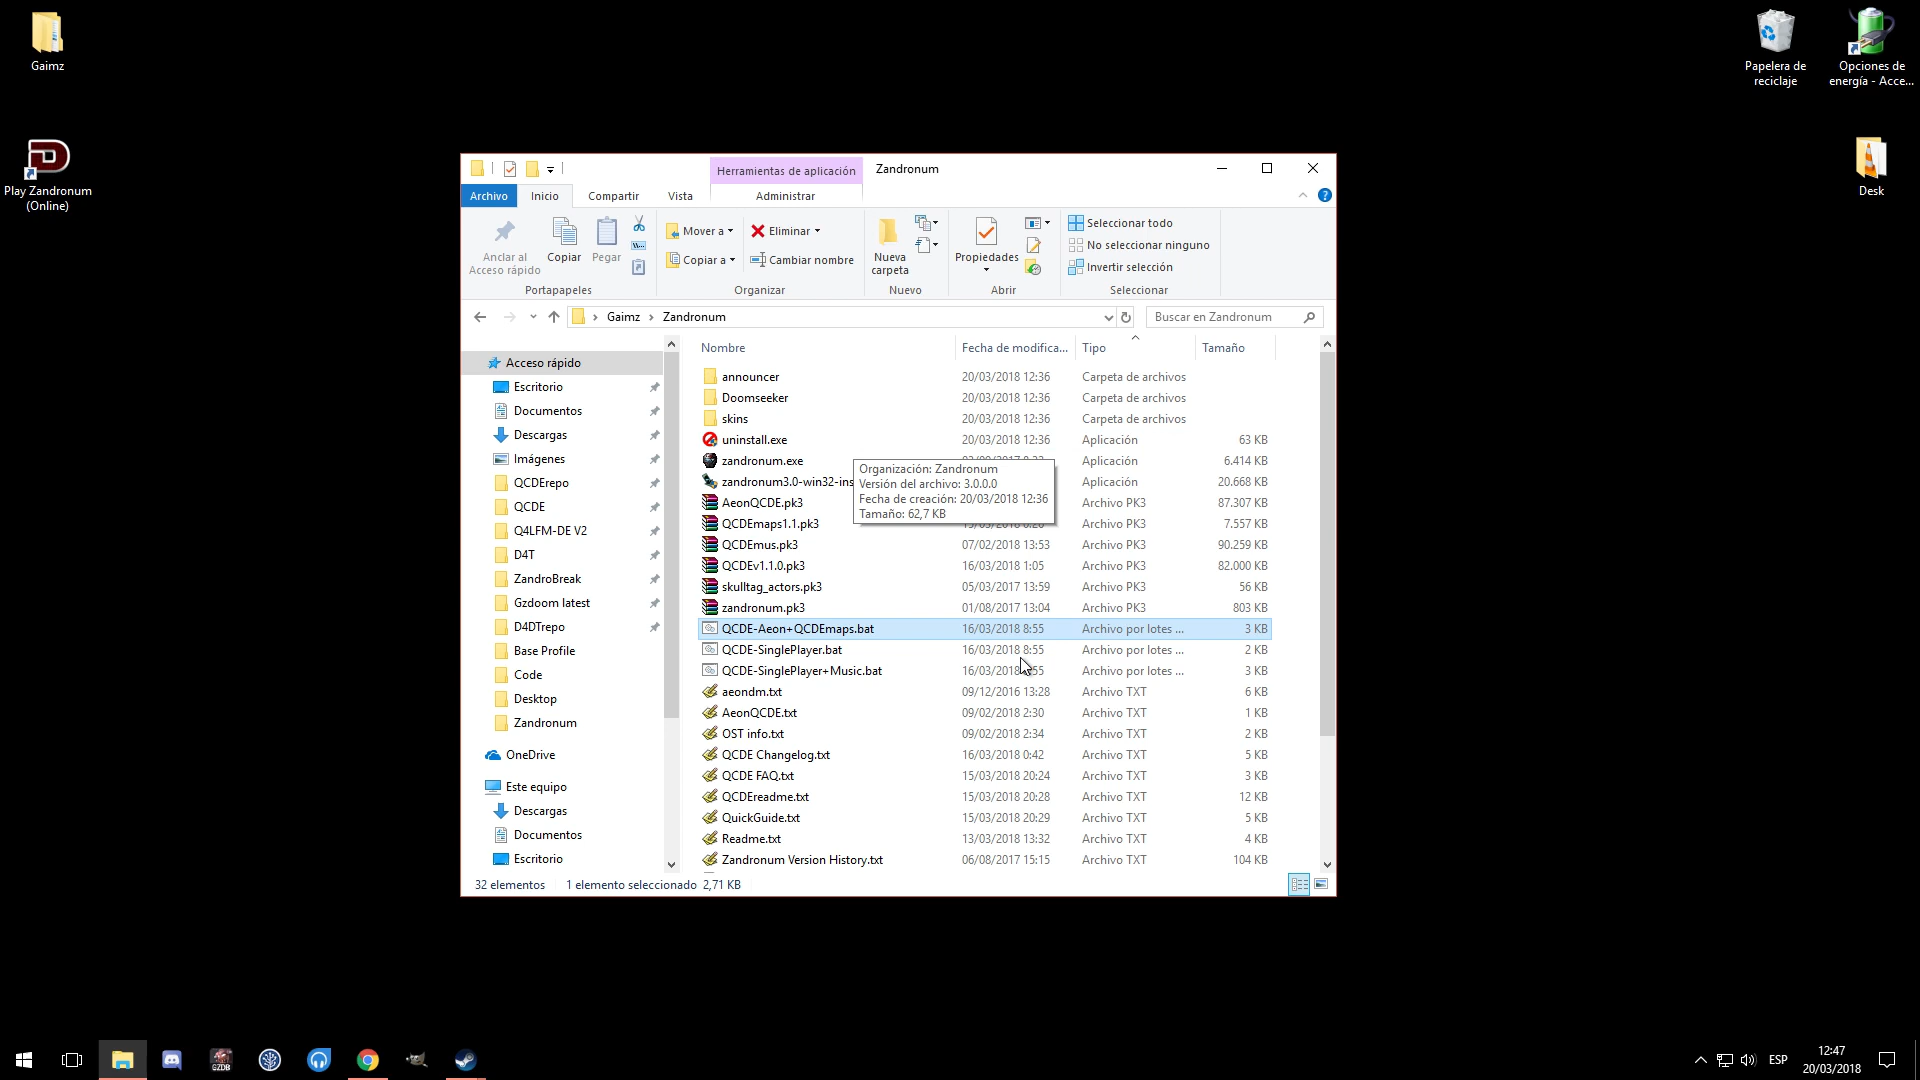 Gaimz
Play Zandronum
(Online)
Papelera de
reciclaje
Opciones de
energía - Acce...
Desk
Herramientas de aplicación
Zandronum
Archivo
Inicio
Compartir
Vista
Administrar
Anclar al
Acceso rápido
Copiar
Pegar
Portapapeles
Mover a
Copiar a
Eliminar
Cambiar nombre
Organizar
Nueva
carpeta
Nuevo
Propiedades
Abrir
Seleccionar todo
No seleccionar ninguno
Invertir selección
Seleccionar
Gaimz > Zandronum
Buscar en Zandronum
Acceso rápido
Escritorio
Documentos
Descargas
Imágenes
QCDErepo
QCDE
Q4LFM-DE V2
D4T
ZandroBreak
Gzdoom latest
D4DTrepo
Base Profile
Code
Desktop
Zandronum
OneDrive
Este equipo
Descargas
Documentos
Escritorio
Nombre Fecha de modifica... Tipo Tamaño
announcer 20/03/2018 12:36 Carpeta de archivos
Doomseeker 20/03/2018 12:36 Carpeta de archivos
skins 20/03/2018 12:36 Carpeta de archivos
uninstall.exe 20/03/2018 12:36 Aplicación 63 KB
zandronum.exe Aplicación 6.414 KB
zandronum3.0-win32-ins Aplicación 20.668 KB
AeonQCDE.pk3 Archivo PK3 87.307 KB
QCDEmaps1.1.pk3 Archivo PK3 7.557 KB
QCDEmus.pk3 07/02/2018 13:53 Archivo PK3 90.259 KB
QCDEv1.1.0.pk3 16/03/2018 1:05 Archivo PK3 82.000 KB
skulltag_actors.pk3 05/03/2017 13:59 Archivo PK3 56 KB
zandronum.pk3 01/08/2017 13:04 Archivo PK3 803 KB
QCDE-Aeon+QCDEmaps.bat 16/03/2018 8:55 Archivo por lotes ... 3 KB
QCDE-SinglePlayer.bat 16/03/2018 8:55 Archivo por lotes ... 2 KB
QCDE-SinglePlayer+Music.bat 16/03/2018 :55 Archivo por lotes ... 3 KB
aeondm.txt 09/12/2016 13:28 Archivo TXT 6 KB
AeonQCDE.txt 09/02/2018 2:30 Archivo TXT 1 KB
OST info.txt 09/02/2018 2:34 Archivo TXT 2 KB
QCDE Changelog.txt 16/03/2018 0:42 Archivo TXT 5 KB
QCDE FAQ.txt 15/03/2018 20:24 Archivo TXT 3 KB
QCDEreadme.txt 15/03/2018 20:28 Archivo TXT 12 KB
QuickGuide.txt 15/03/2018 20:29 Archivo TXT 5 KB
Readme.txt 13/03/2018 13:32 Archivo TXT 4 KB
Zandronum Version History.txt 06/08/2017 15:15 Archivo TXT 104 KB
Organización: Zandronum
Versión del archivo: 3.0.0.0
Fecha de creación: 20/03/2018 12:36
Tamaño: 62,7 KB
32 elementos 1 elemento seleccionado 2,71 KB
GZDB
ESP
12:47
20/03/2018